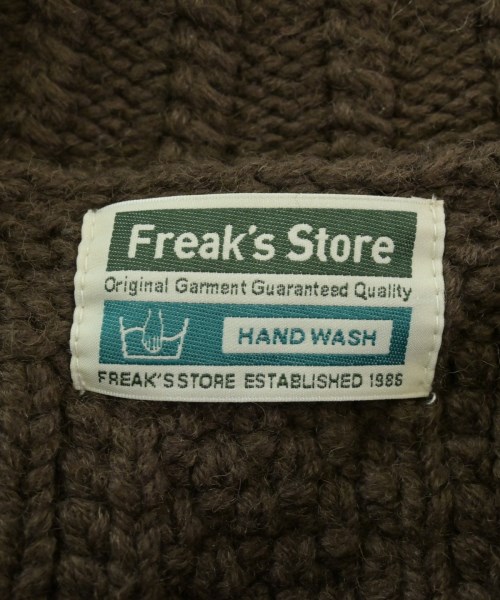 Freak's Store
Original Garment Guaranteed Quality
HAND WASH
FREAK'S STORE ESTABLISHED 1986